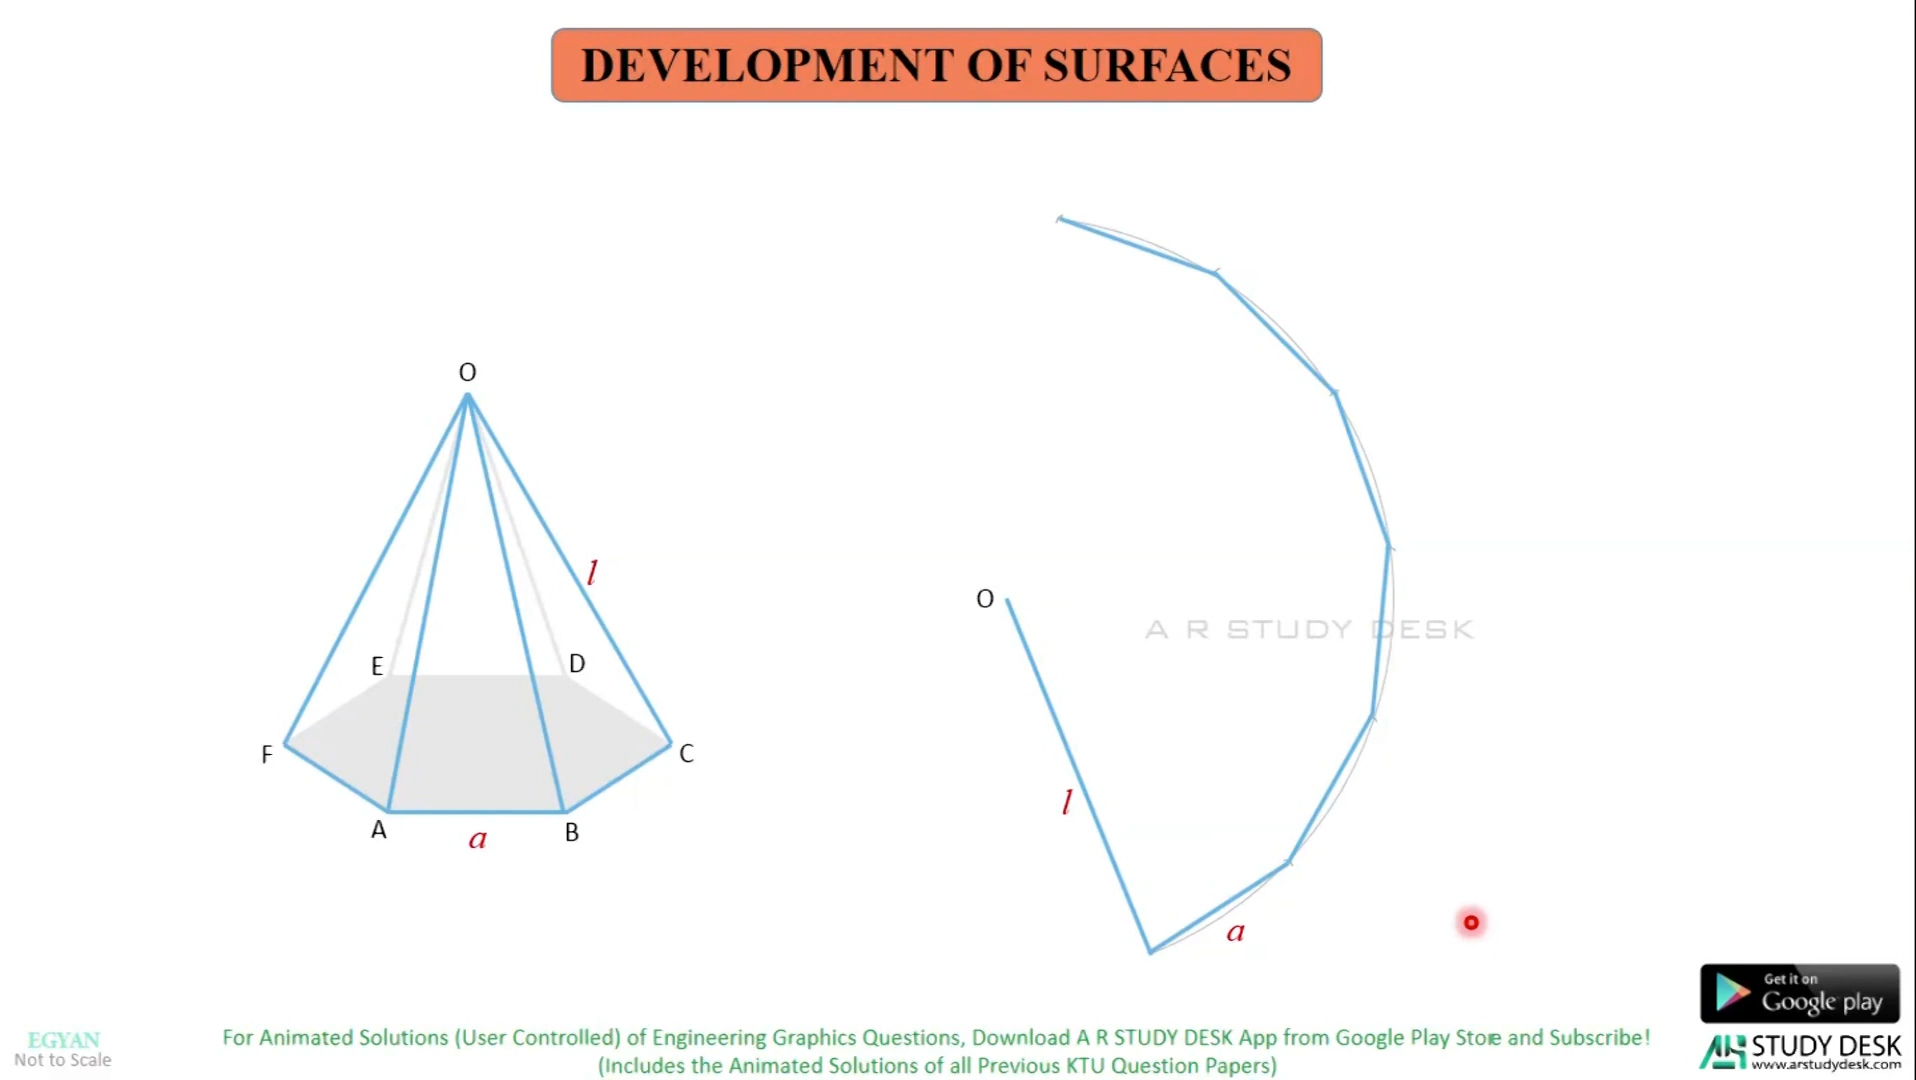 DEVELOPMENT OF SURFACES
O
l
E
D
F
C
A
a
B
O
A R STUDY DESK
l
a
Get it on
Google play
EGYAN
Not to Scale
For Animated Solutions (User Controlled) of Engineering Graphics Questions, Download A R STUDY DESK App from Google Play Store and Subscribe!
(Includes the Animated Solutions of all Previous KTU Question Papers)
AR STUDY DESK
www.arstudydesk.com